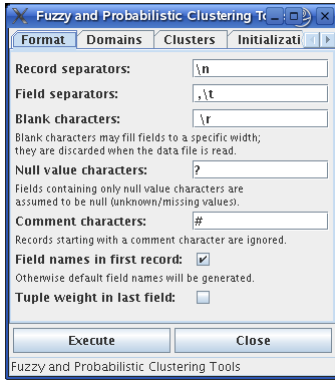 Fuzzy and Probabilistic Clustering To
Format Domains Clusters Initializati
Record separators: \n
Field separators: ,\t
Blank characters: \r
Blank characters may fill fields to a specific width;
they are discarded when the data file is read.
Null value characters: ?
Fields containing only null value characters are
assumed to be null (unknown/missing values).
Comment characters: #
Records starting with a comment character are ignored.
Field names in first record:
Otherwise default field names will be generated.
Tuple weight in last field:
Execute Close
Fuzzy and Probabilistic Clustering Tools